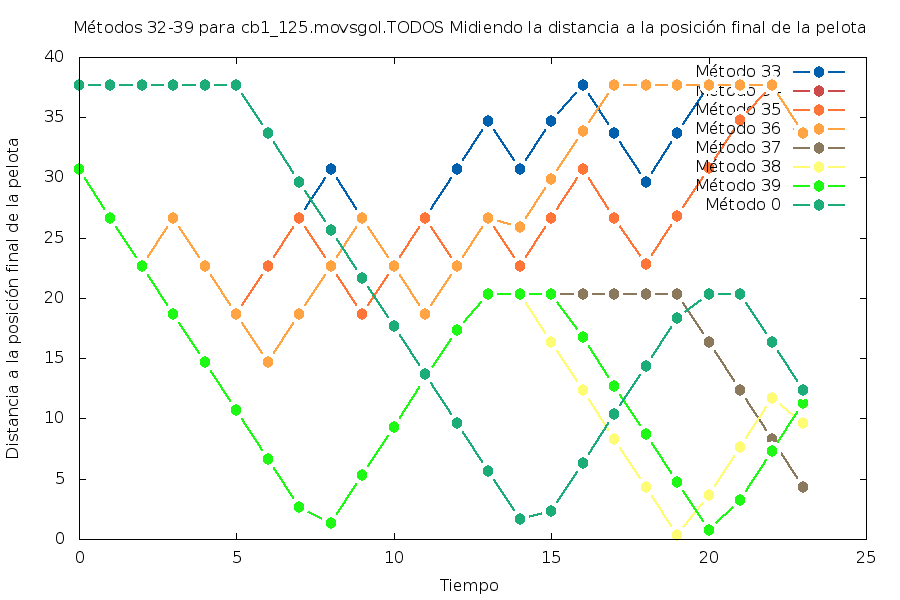 Métodos 32-39 para cb1_125.movsgol.TODOS Midiendo la distancia a la posición final de la pelota
40
35
30
25
20
15
10
5
0
0 5 10 15 20 25
Distancia a la posición final de la pelota
Tiempo
Método 33
Método
Método 35
Método 36
Método 37
Método 38
Método 39
Método 0